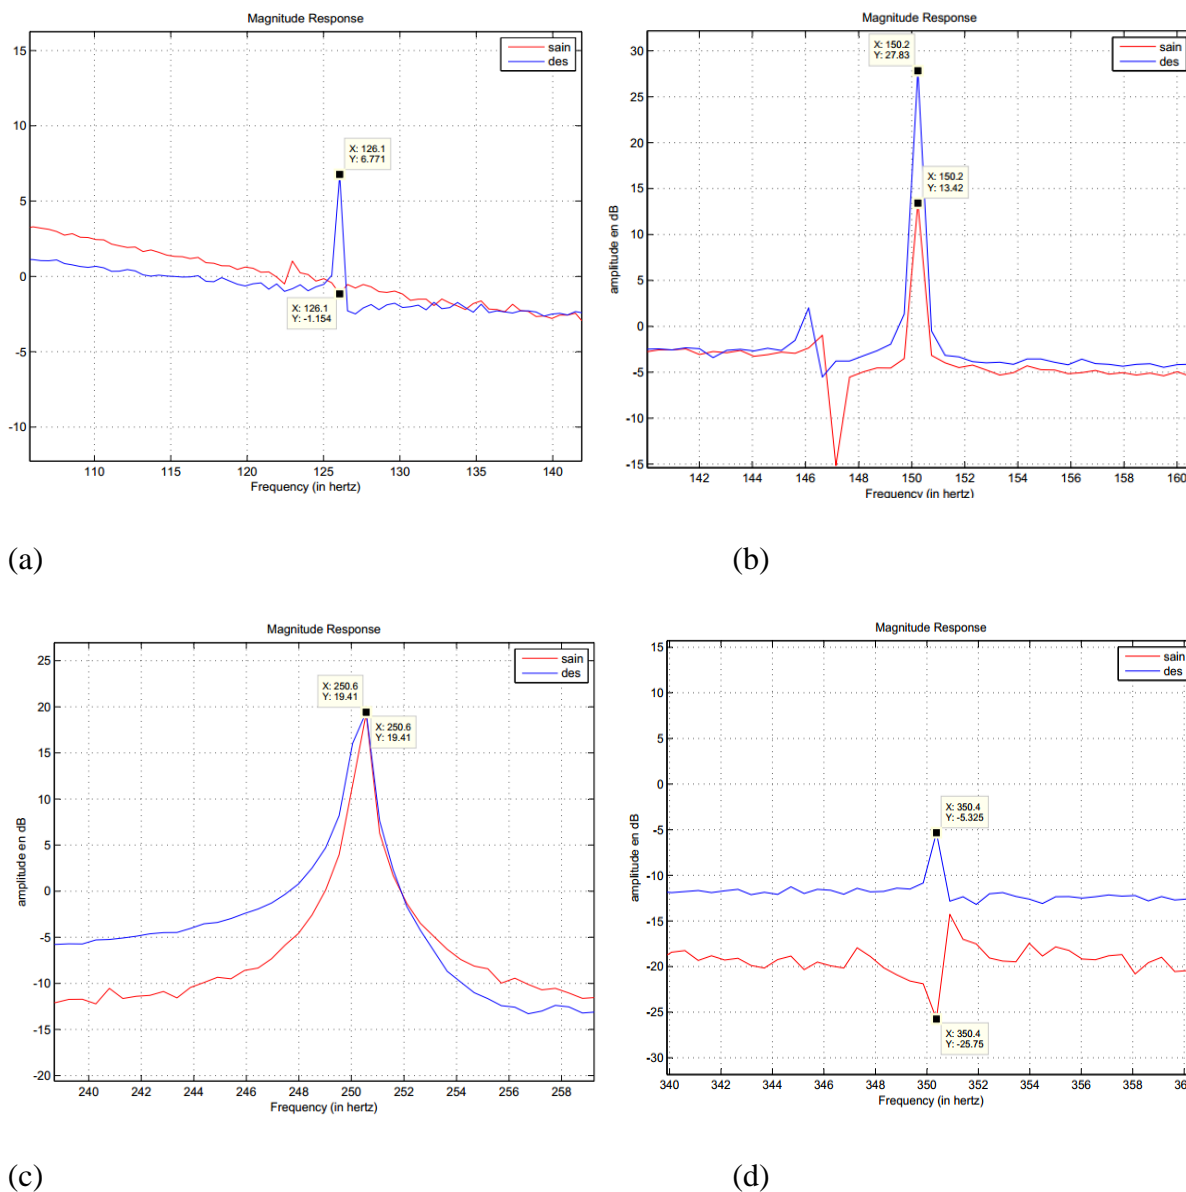 Magnitude Response
15
10
5
0
-5
-10
sain
des
X: 126.1
Y: 6.771
X: 126.1
Y: -1.154
110 115 120 125 130 135 140
Frequency (in hertz)
Magnitude Response
amplitude en dB
30
25
20
15
10
5
0
-5
-10
-15
sain
des
X: 150.2
Y: 27.83
X: 150.2
Y: 13.42
142 144 146 148 150 152 154 156 158 160
Frequency (in hertz)
(a)
(b)
Magnitude Response
amplitude en dB
25
20
15
10
5
0
-5
-10
-15
-20
sain
des
X: 250.6
Y: 19.41
X: 250.6
Y: 19.41
240 242 244 246 248 250 252 254 256 258
Frequency (in hertz)
Magnitude Response
amplitude en dB
15
10
5
0
-5
-10
-15
-20
-25
-30
sain
des
X: 350.4
Y: -5.325
X: 350.4
Y: -25.75
340 342 344 346 348 350 352 354 356 358
Frequency (in hertz)
(c)
(d)